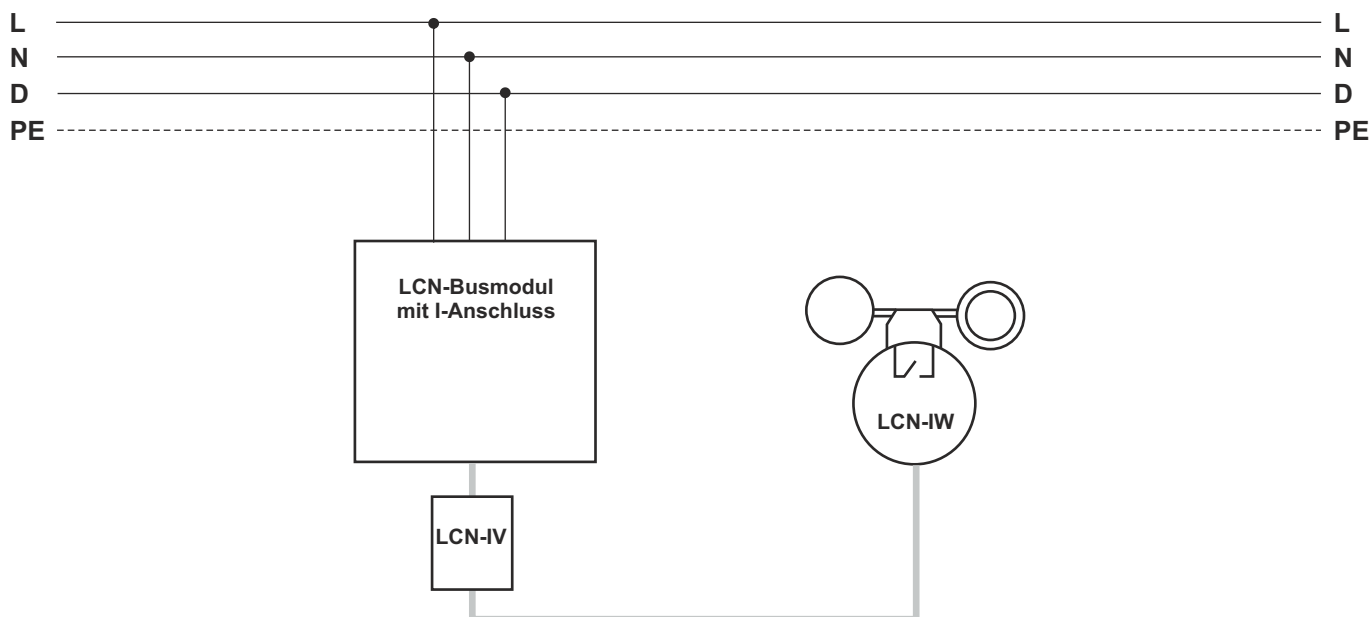 L L
N N
D D
PE PE
LCN-Busmodul
mit I-Anschluss
LCN-IW
LCN-IV